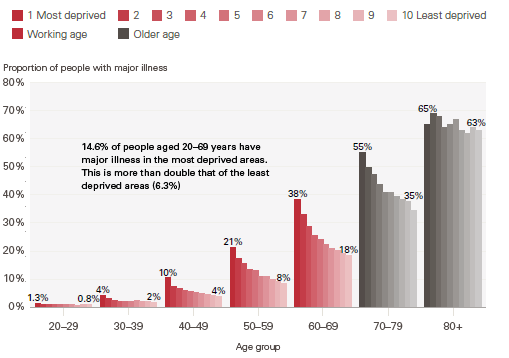 1 Most deprived 2 3 4 5 6 7 8 9 10 Least deprived
Working age Older age
Proportion of people with major illness
80%
70%
60%
50%
40%
30%
20%
10%
0%
14.6% of people aged 20–69 years have
major illness in the most deprived areas.
This is more than double that of the least
deprived areas (6.3%)
1.3% 0.8%
4% 2%
10% 4%
21% 8%
38% 18%
55% 35%
65% 63%
20–29 30–39 40–49 50–59 60–69 70–79 80+
Age group